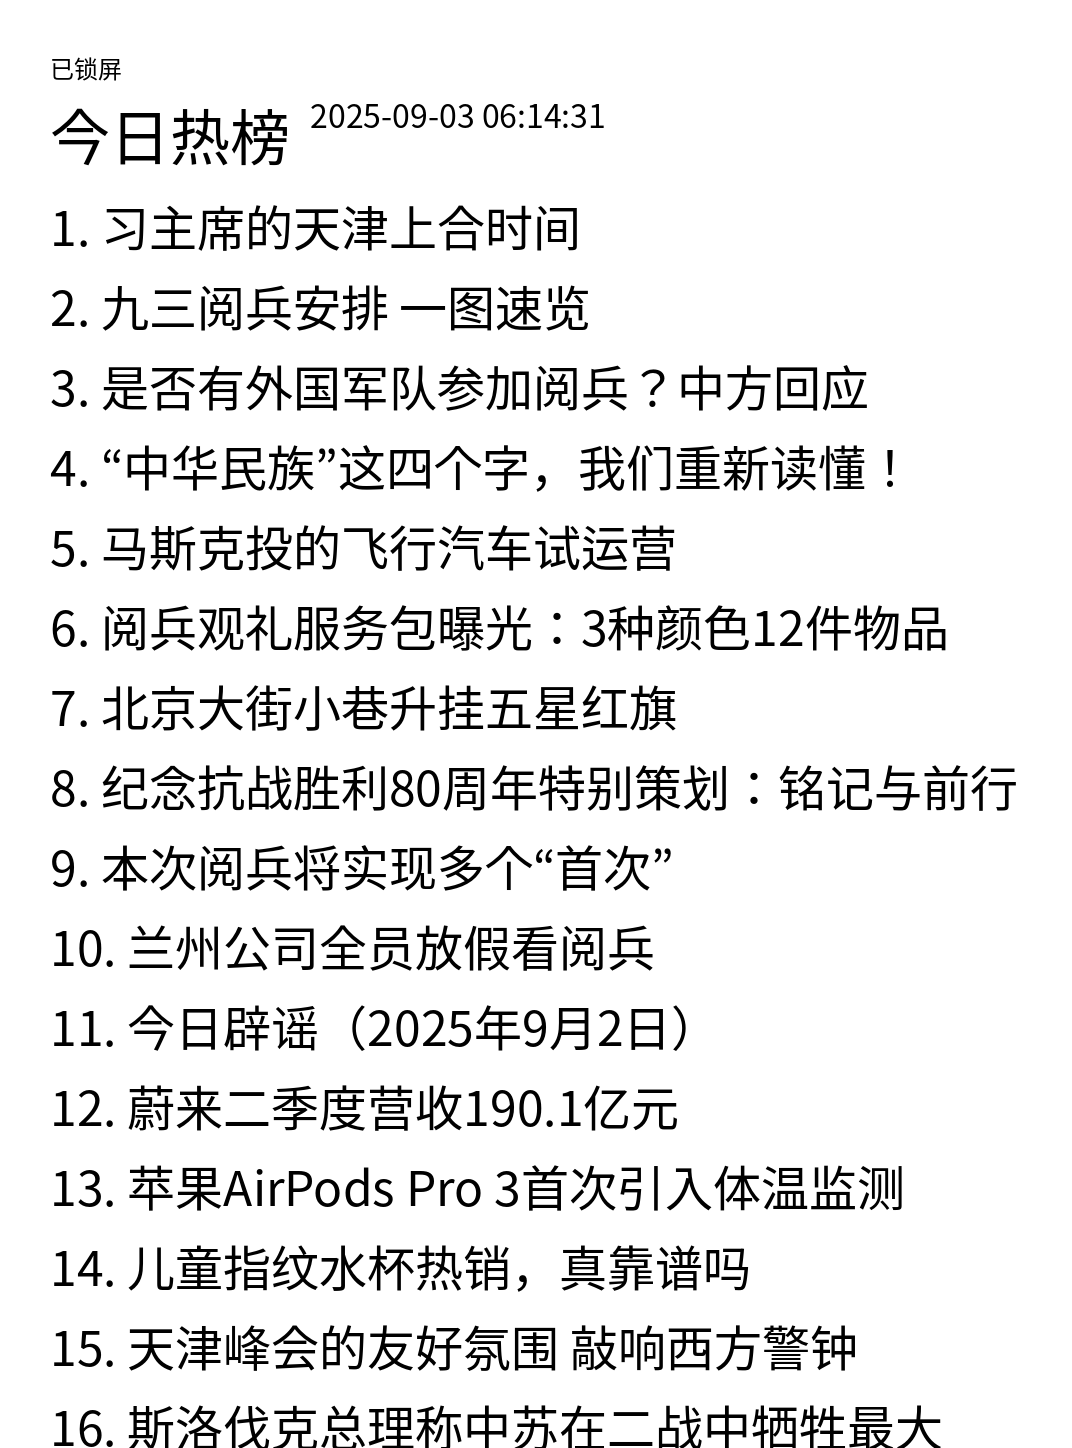 已锁屏
今日热榜 2025-09-03 06:14:31
1. 习主席的天津上合时间
2. 九三阅兵安排 一图速览
3. 是否有外国军队参加阅兵？中方回应
4. “中华民族”这四个字，我们重新读懂！
5. 马斯克投的飞行汽车试运营
6. 阅兵观礼服务包曝光：3种颜色12件物品
7. 北京大街小巷升挂五星红旗
8. 纪念抗战胜利80周年特别策划：铭记与前行
9. 本次阅兵将实现多个“首次”
10. 兰州公司全员放假看阅兵
11. 今日辟谣（2025年9月2日）
12. 蔚来二季度营收190.1亿元
13. 苹果AirPods Pro 3首次引入体温监测
14. 儿童指纹水杯热销，真靠谱吗
15. 天津峰会的友好氛围 敲响西方警钟
16. 斯洛伐克总理称中苏在二战中牺牲最大